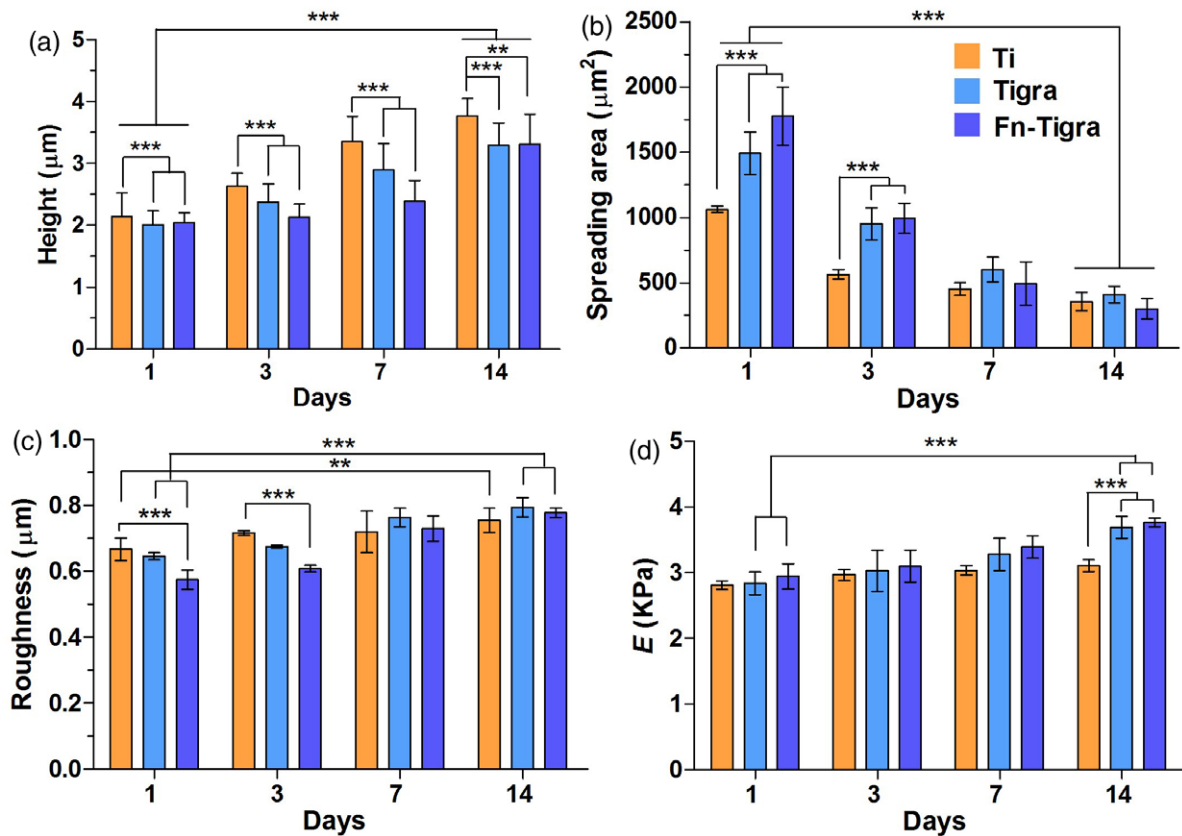 (a)
Height (μm)
5
4
3
2
1
0
***
***
***
***
**
***
1 3 7 14
Days
(b)
Spreading area (μm²)
2500
2000
1500
1000
500
0
***
***
***
Ti
Tigra
Fn-Tigra
1 3 7 14
Days
(c)
Roughness (μm)
1.0
0.8
0.6
0.4
0.2
0.0
***
**
***
***
1 3 7 14
Days
(d)
E (KPa)
5
4
3
2
1
0
***
***
1 3 7 14
Days